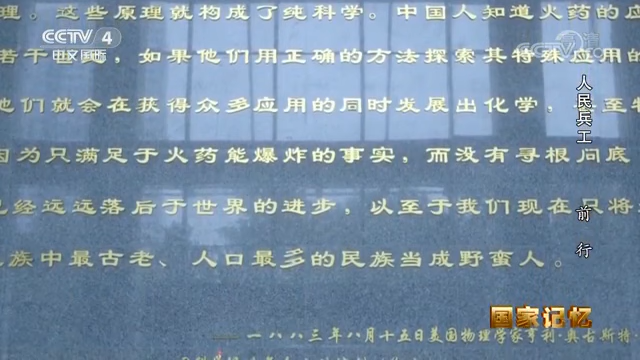 CCTV 4
中文国际
CCTV 高清
理。这些原理就构成了纯科学。中国人知道火药的应
若干世纪，如果他们用正确的方法探索其特殊应用的
他们就会在获得众多应用的同时发展出化学，甚至
因为只满足于火药能爆炸的事实，而没有寻根问底
已经远远落后于世界的进步，以至于我们现在只将
族中最古老、人口最多的民族当成野蛮人。
——一八八三年八月十五日美国物理学家亨利·奥古斯特
人民兵工 前行
国家记忆